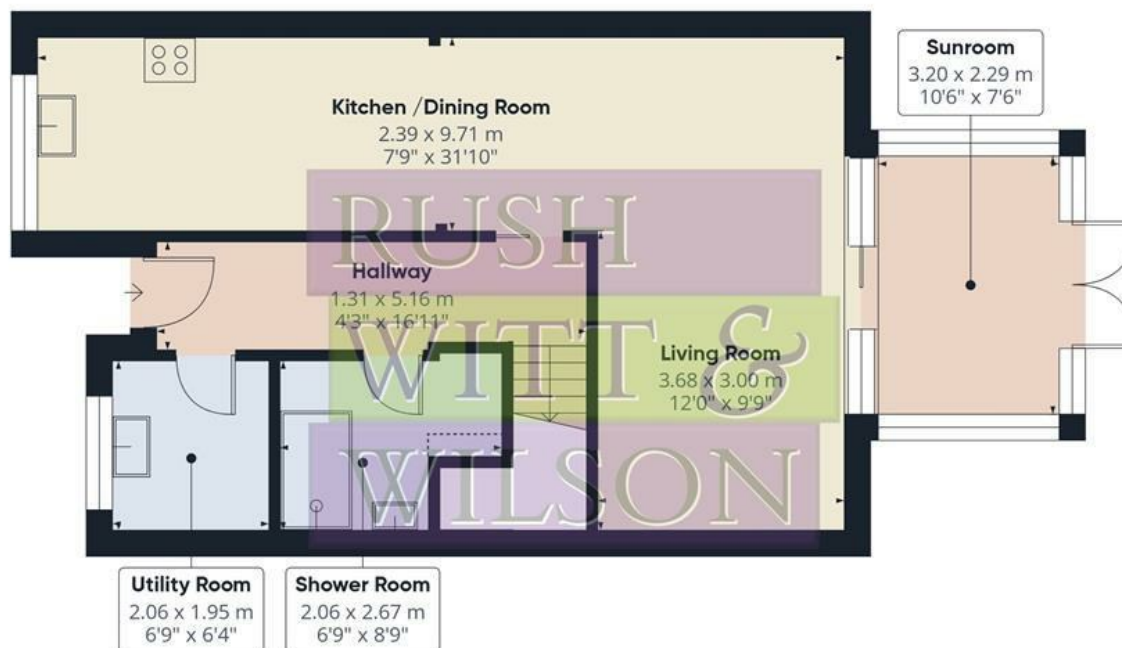 Sunroom
3.20 x 2.29 m
10'6" x 7'6"
Kitchen /Dining Room
2.39 x 9.71 m
7'9" x 31'10"
RUSH
WITT &
WILSON
Hallway
1.31 x 5.16 m
4'3" x 16'11"
Living Room
3.68 x 3.00 m
12'0" x 9'9"
Utility Room
2.06 x 1.95 m
6'9" x 6'4"
Shower Room
2.06 x 2.67 m
6'9" x 8'9"